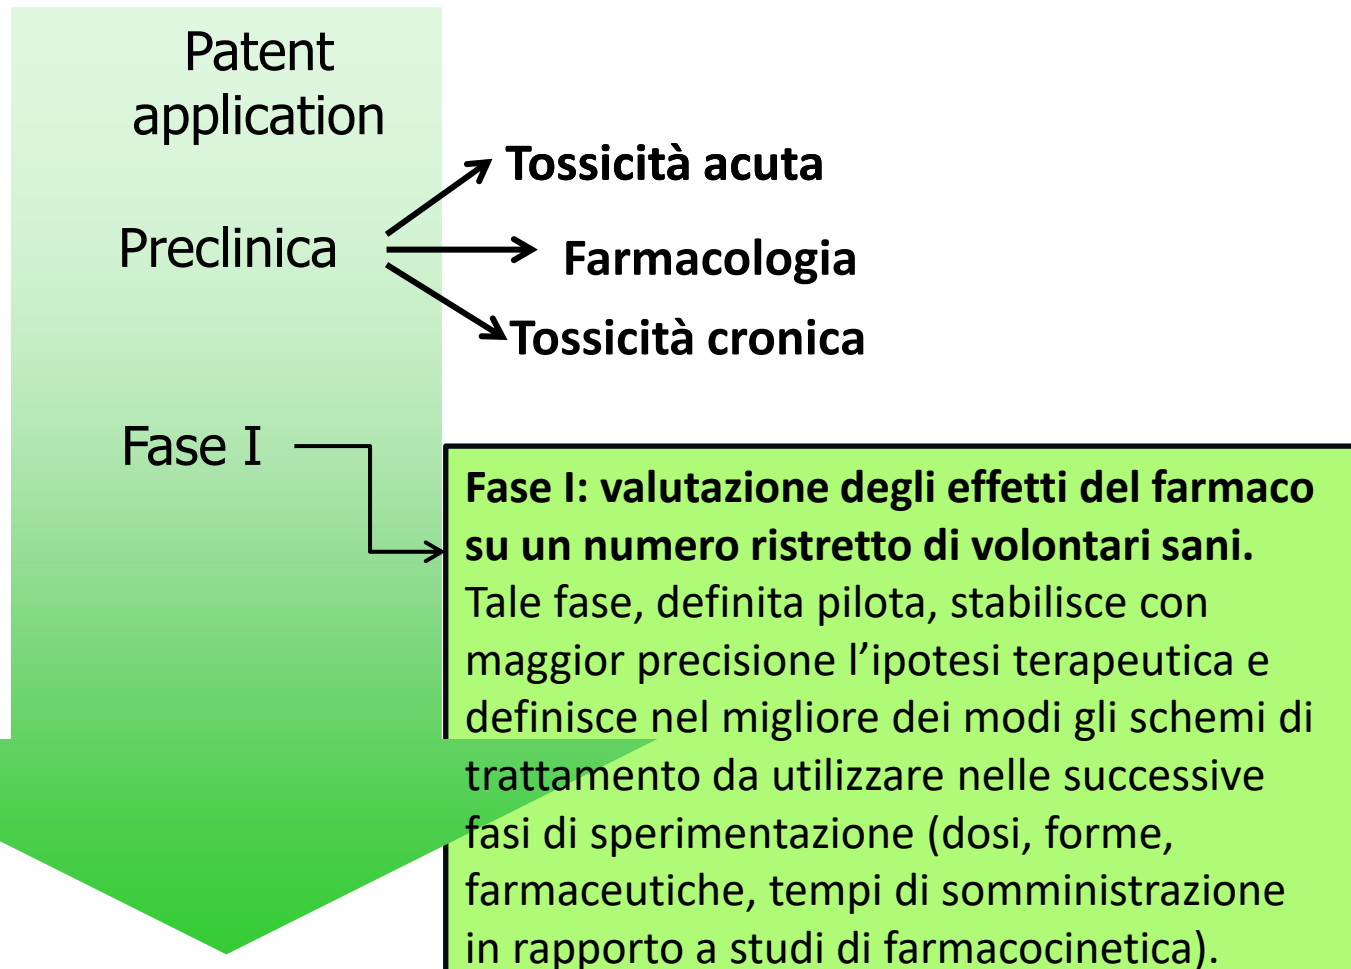 Patent
application
Tossicità acuta
Preclinica
Farmacologia
Tossicità cronica
Fase I
Fase I: valutazione degli effetti del farmaco
su un numero ristretto di volontari sani.
Tale fase, definita pilota, stabilisce con
maggior precisione l’ipotesi terapeutica e
definisce nel migliore dei modi gli schemi di
trattamento da utilizzare nelle successive
fasi di sperimentazione (dosi, forme,
farmaceutiche, tempi di somministrazione
in rapporto a studi di farmacocinetica).